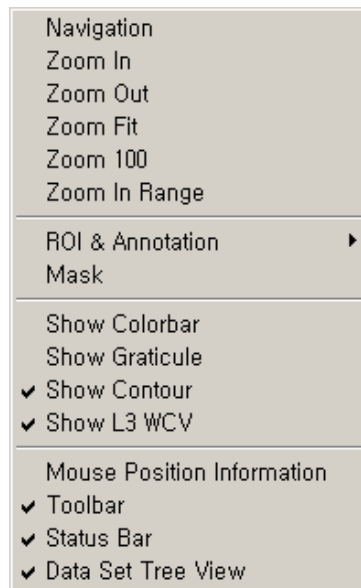 Navigation
Zoom In
Zoom Out
Zoom Fit
Zoom 100
Zoom In Range
ROI & Annotation
Mask
Show Colorbar
Show Graticule
Show Contour
Show L3 WCV
Mouse Position Information
Toolbar
Status Bar
Data Set Tree View